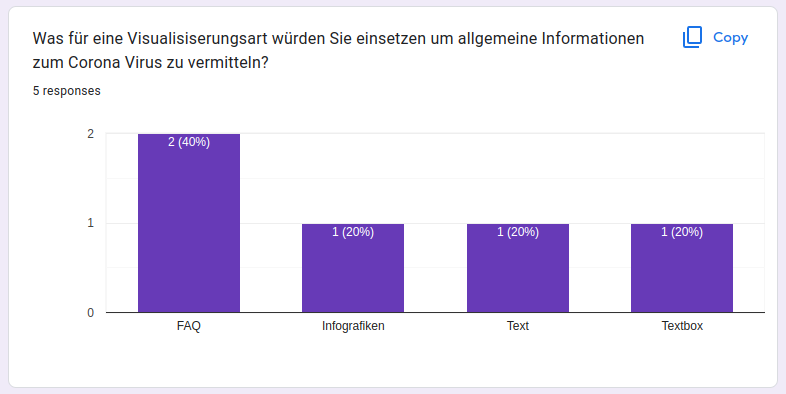 Was für eine Visualisiserungsart würden Sie einsetzen um allgemeine Informationen
zum Corona Virus zu vermitteln?
Copy
5 responses
2
1
0
2 (40%)
1 (20%)
1 (20%)
1 (20%)
FAQ
Infografiken
Text
Textbox